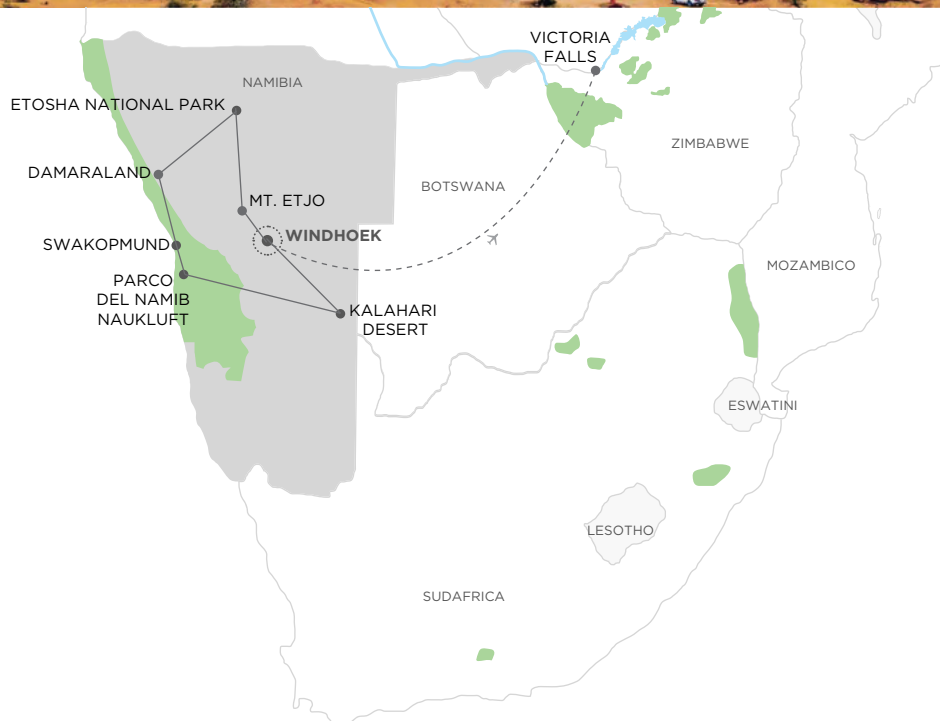 VICTORIA
FALLS
NAMIBIA
ETOSHA NATIONAL PARK
ZIMBABWE
DAMARALAND
BOTSWANA
MT. ETJO
WINDHOEK
SWAKOPMUND
MOZAMBICO
PARCO
DEL NAMIB
NAUKLUFT
KALAHARI
DESERT
ESWATINI
LESOTHO
SUDAFRICA